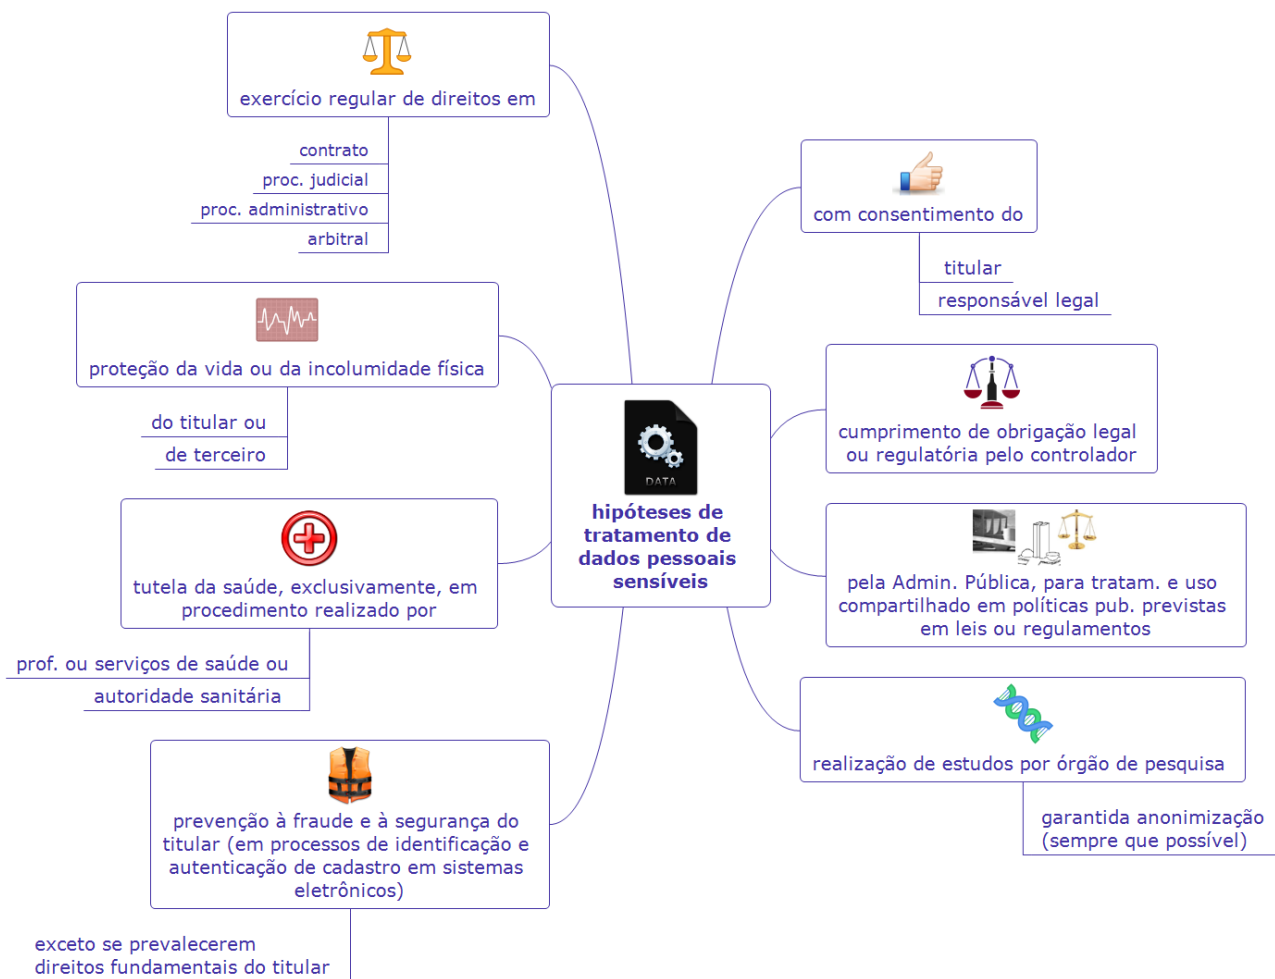 hipóteses de
tratamento de
dados pessoais
sensíveis
DATA
com consentimento do
titular
responsável legal
cumprimento de obrigação legal
ou regulatória pelo controlador
pela Admin. Pública, para tratam. e uso
compartilhado em políticas pub. previstas
em leis ou regulamentos
realização de estudos por órgão de pesquisa
garantida anonimização
(sempre que possível)
exercício regular de direitos em
contrato
proc. judicial
proc. administrativo
arbitral
proteção da vida ou da incolumidade física
do titular ou
de terceiro
tutela da saúde, exclusivamente, em
procedimento realizado por
prof. ou serviços de saúde ou
autoridade sanitária
prevenção à fraude e à segurança do
titular (em processos de identificação e
autenticação de cadastro em sistemas
eletrônicos)
exceto se prevalecerem
direitos fundamentais do titular